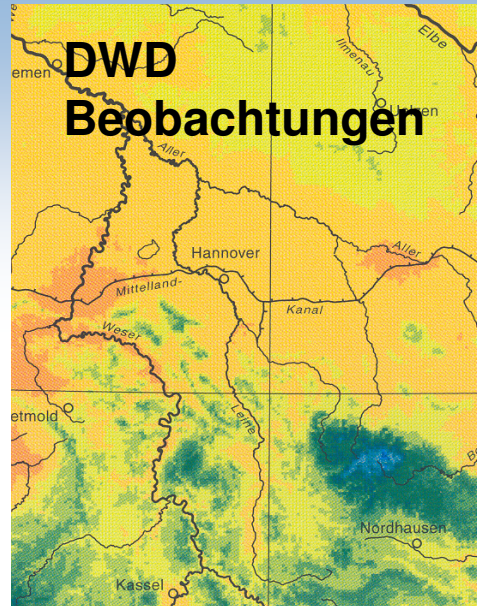 Elbe
Ilmenau
DWD
emen
Uelzen
Beobachtungen
Aller
Aller
Hannover
Mittelland-
Kanal
Weser
Leine
etmold
Nordhausen
Kassel